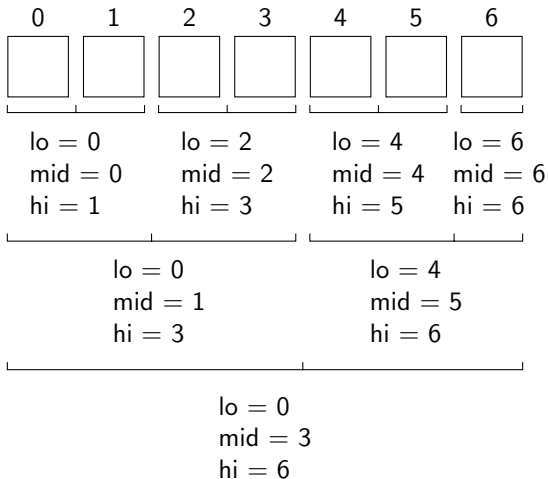 0 1 2 3 4 5 6
lo = 0 lo = 2 lo = 4 lo = 6
mid = 0 mid = 2 mid = 4 mid = 6
hi = 1 hi = 3 hi = 5 hi = 6
lo = 0 lo = 4
mid = 1 mid = 5
hi = 3 hi = 6
lo = 0
mid = 3
hi = 6